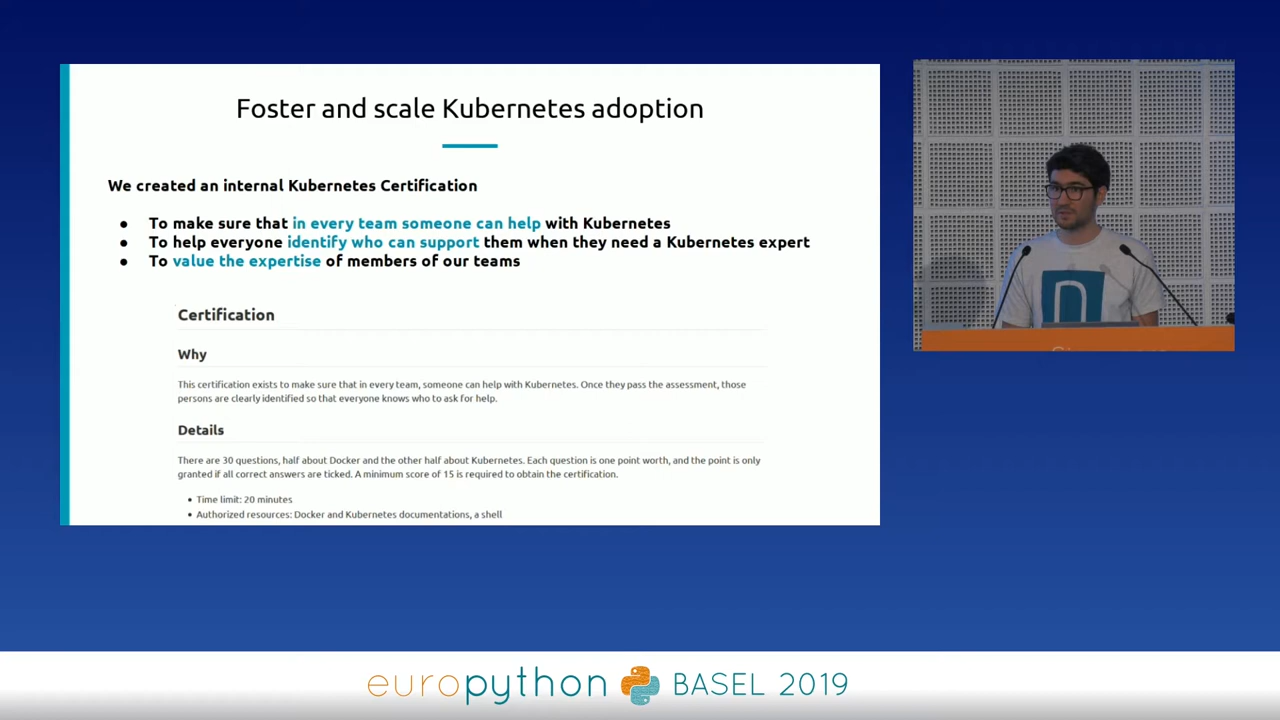 Foster and scale Kubernetes adoption
We created an internal Kubernetes Certification
● To make sure that in every team someone can help with Kubernetes
● To help everyone identify who can support them when they need a Kubernetes expert
● To value the expertise of members of our teams
Certification
Why
This certification exists to make sure that in every team, someone can help with Kubernetes. Once they pass the assessment, those
persons are clearly identified so that everyone knows who to ask for help.
Details
There are 30 questions, half about Docker and the other half about Kubernetes. Each question is one point worth, and the point is only
granted if all correct answers are ticked. A minimum score of 15 is required to obtain the certification.
• Time limit: 20 minutes
• Authorized resources: Docker and Kubernetes documentations, a shell
n
europython BASEL 2019